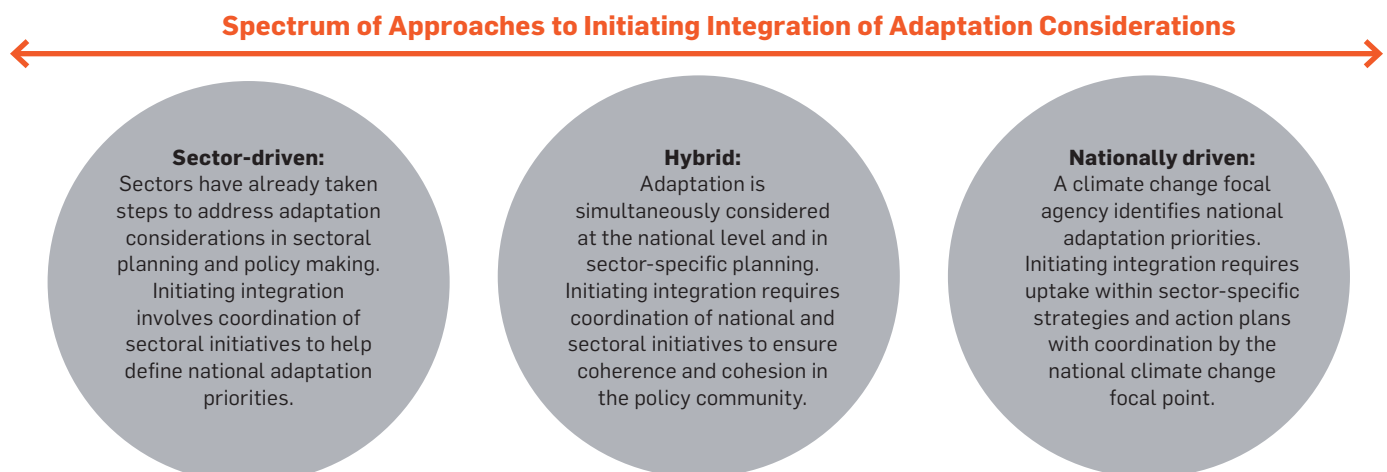 Spectrum of Approaches to Initiating Integration of Adaptation Considerations
Sector-driven:
Sectors have already taken
steps to address adaptation
considerations in sectoral
planning and policy making.
Initiating integration
involves coordination of
sectoral initiatives to help
define national adaptation
priorities.
Hybrid:
Adaptation is
simultaneously considered
at the national level and in
sector-specific planning.
Initiating integration requires
coordination of national and
sectoral initiatives to ensure
coherence and cohesion in
the policy community.
Nationally driven:
A climate change focal
agency identifies national
adaptation priorities.
Initiating integration requires
uptake within sector-specific
strategies and action plans
with coordination by the
national climate change
focal point.